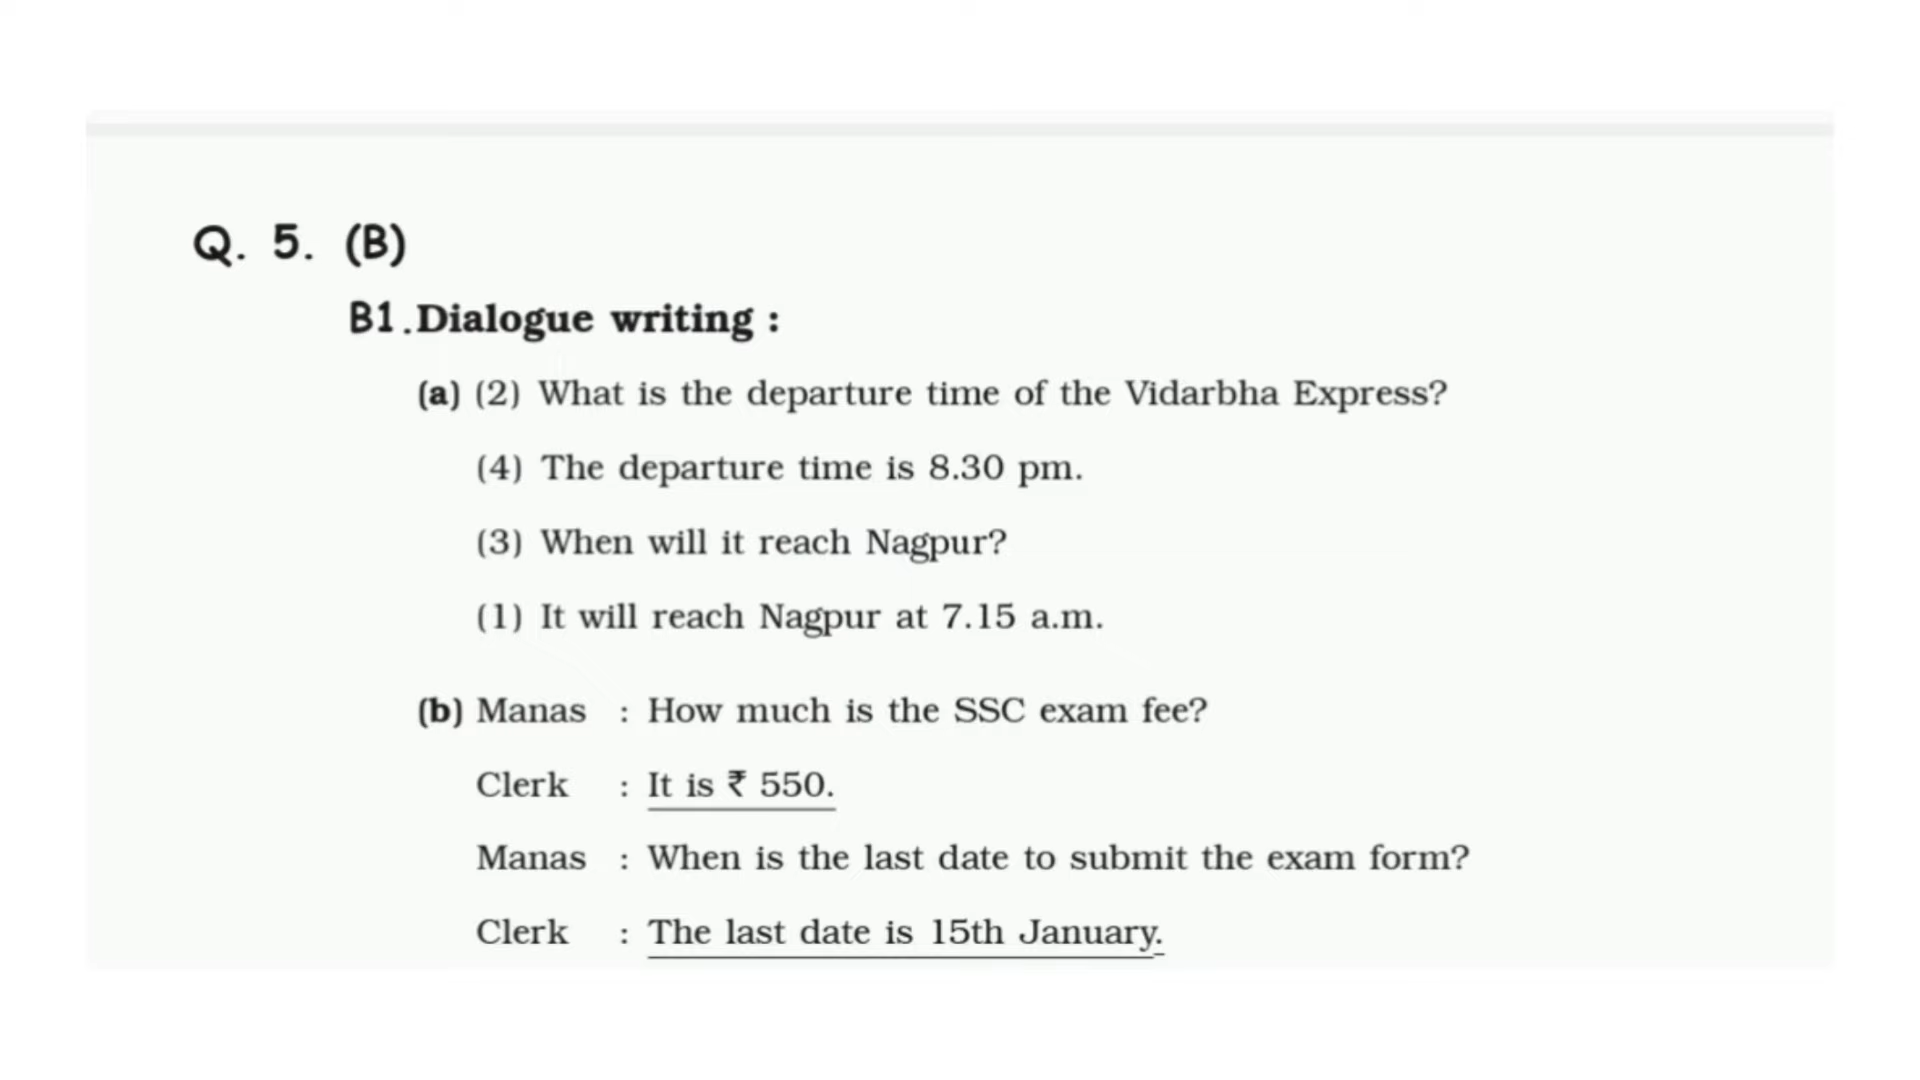 Q. 5. (B)
B1.Dialogue writing :
(a) (2) What is the departure time of the Vidarbha Express?
(4) The departure time is 8.30 pm.
(3) When will it reach Nagpur?
(1) It will reach Nagpur at 7.15 a.m.
(b) Manas : How much is the SSC exam fee?
Clerk : It is ₹ 550.
Manas : When is the last date to submit the exam form?
Clerk : The last date is 15th January.